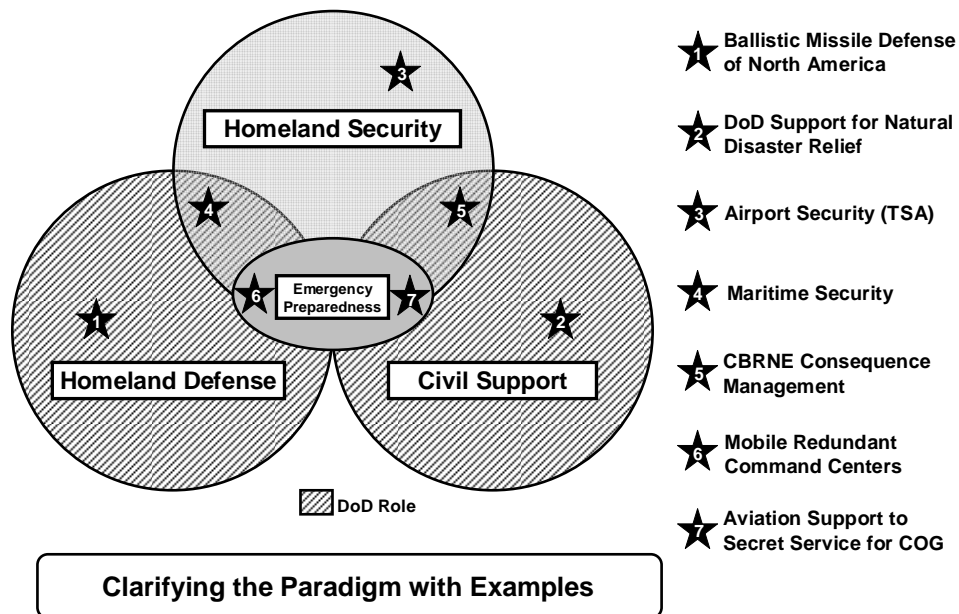 3
Homeland Security
4
5
6
Emergency
Preparedness
7
1
2
Homeland Defense
Civil Support
DoD Role
Clarifying the Paradigm with Examples
1
Ballistic Missile Defense
of North America
2
DoD Support for Natural
Disaster Relief
3
Airport Security (TSA)
4
Maritime Security
5
CBRNE Consequence
Management
6
Mobile Redundant
Command Centers
7
Aviation Support to
Secret Service for COG